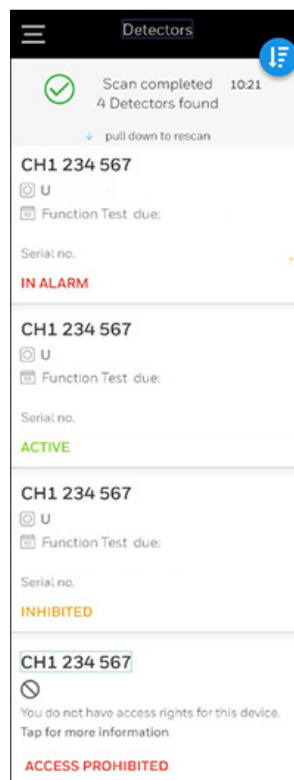 Detectors
Scan completed 10:21
4 Detectors found
pull down to rescan
CH1 234 567
U
Function Test due:
Serial no.
IN ALARM
CH1 234 567
U
Function Test due:
Serial no.
ACTIVE
CH1 234 567
U
Function Test due:
Serial no.
INHIBITED
CH1 234 567
You do not have access rights for this device.
Tap for more information
ACCESS PROHIBITED